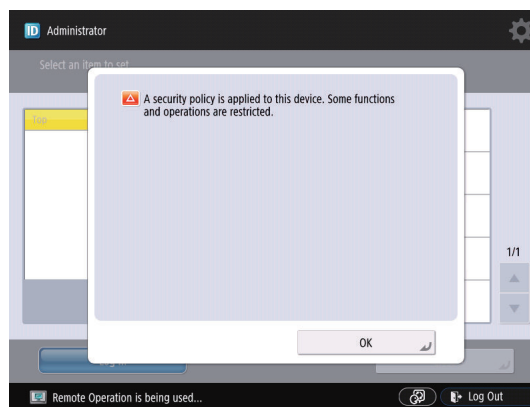 ID Administrator
Select an item to set.
Top
A security policy is applied to this device. Some functions
and operations are restricted.
1/1
OK
Remote Operation is being used...
Log Out